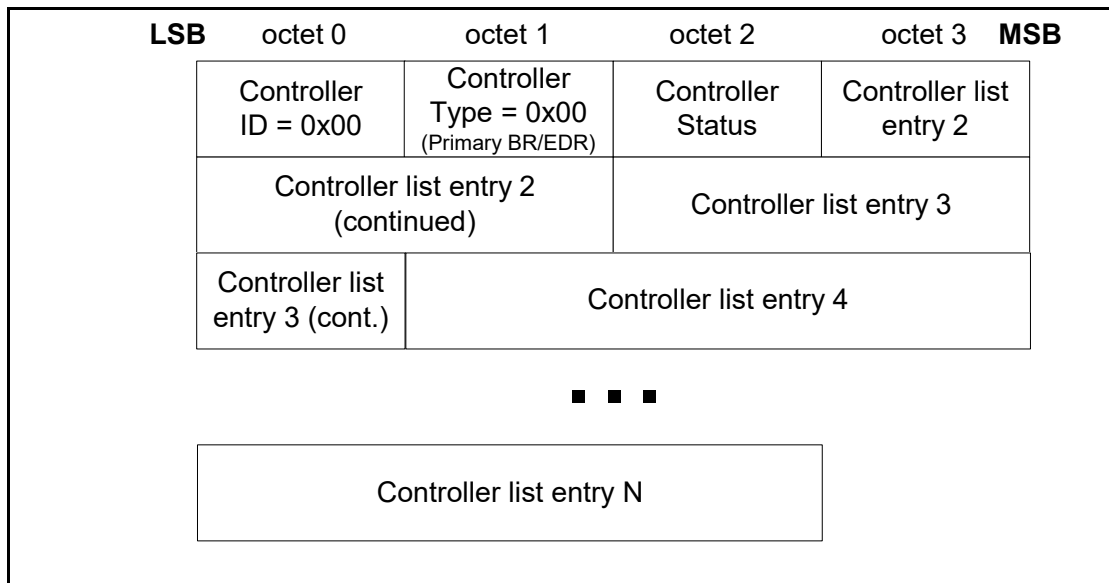 LSB octet 0 octet 1 octet 2 octet 3 MSB
Controller
ID = 0x00
Controller
Type = 0x00
(Primary BR/EDR)
Controller
Status
Controller list
entry 2
Controller list entry 2
(continued)
Controller list entry 3
Controller list
entry 3 (cont.)
Controller list entry 4
Controller list entry N